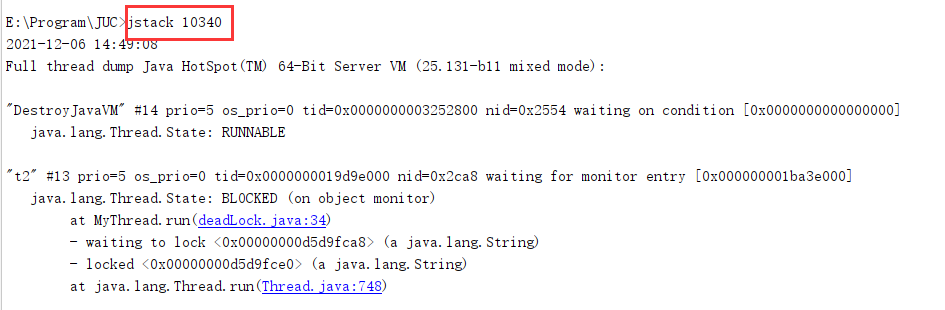 E:\Program\JUC>jstack 10340
2021-12-06 14:49:08
Full thread dump Java HotSpot(TM) 64-Bit Server VM (25.131-b11 mixed mode):
"DestroyJavaVM" #14 prio=5 os_prio=0 tid=0x0000000003252800 nid=0x2554 waiting on condition [0x0000000000000000]
java.lang.Thread.State: RUNNABLE
"t2" #13 prio=5 os_prio=0 tid=0x0000000019d9e000 nid=0x2ca8 waiting for monitor entry [0x000000001ba3e000]
java.lang.Thread.State: BLOCKED (on object monitor)
at MyThread.run(deadLock.java:34)
- waiting to lock <0x00000000d5d9fca8> (a java.lang.String)
- locked <0x00000000d5d9fce0> (a java.lang.String)
at java.lang.Thread.run(Thread.java:748)